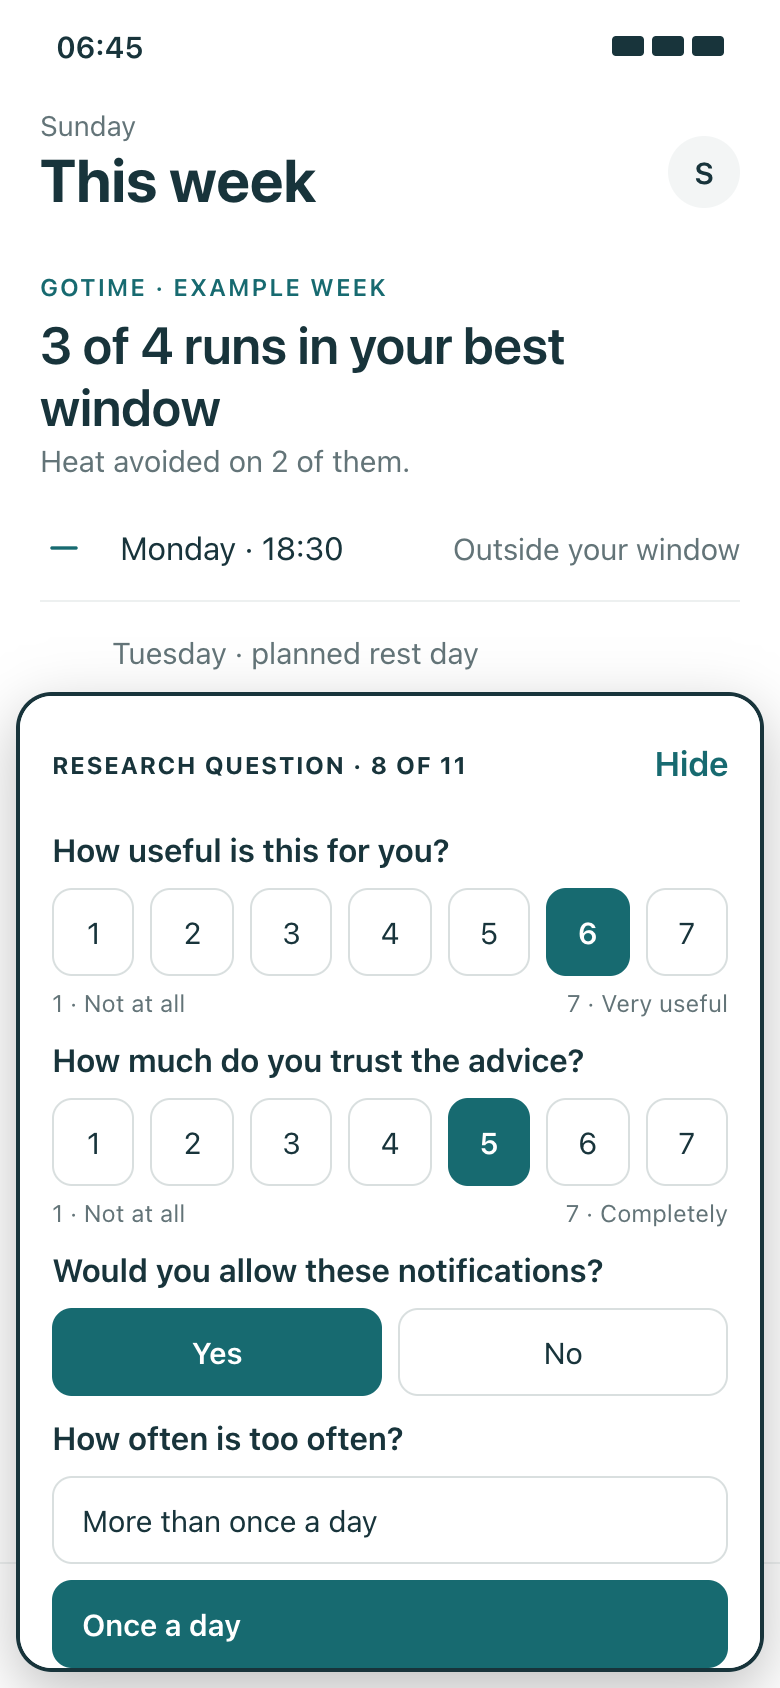 06:45
Sunday
This week
S
GOTIME · EXAMPLE WEEK
3 of 4 runs in your best
window
Heat avoided on 2 of them.
Monday · 18:30
Outside your window
Tuesday · planned rest day
RESEARCH QUESTION · 8 OF 11
Hide
How useful is this for you?
1 2 3 4 5 6 7
1 · Not at all
7 · Very useful
How much do you trust the advice?
1 2 3 4 5 6 7
1 · Not at all
7 · Completely
Would you allow these notifications?
Yes
No
How often is too often?
More than once a day
Once a day